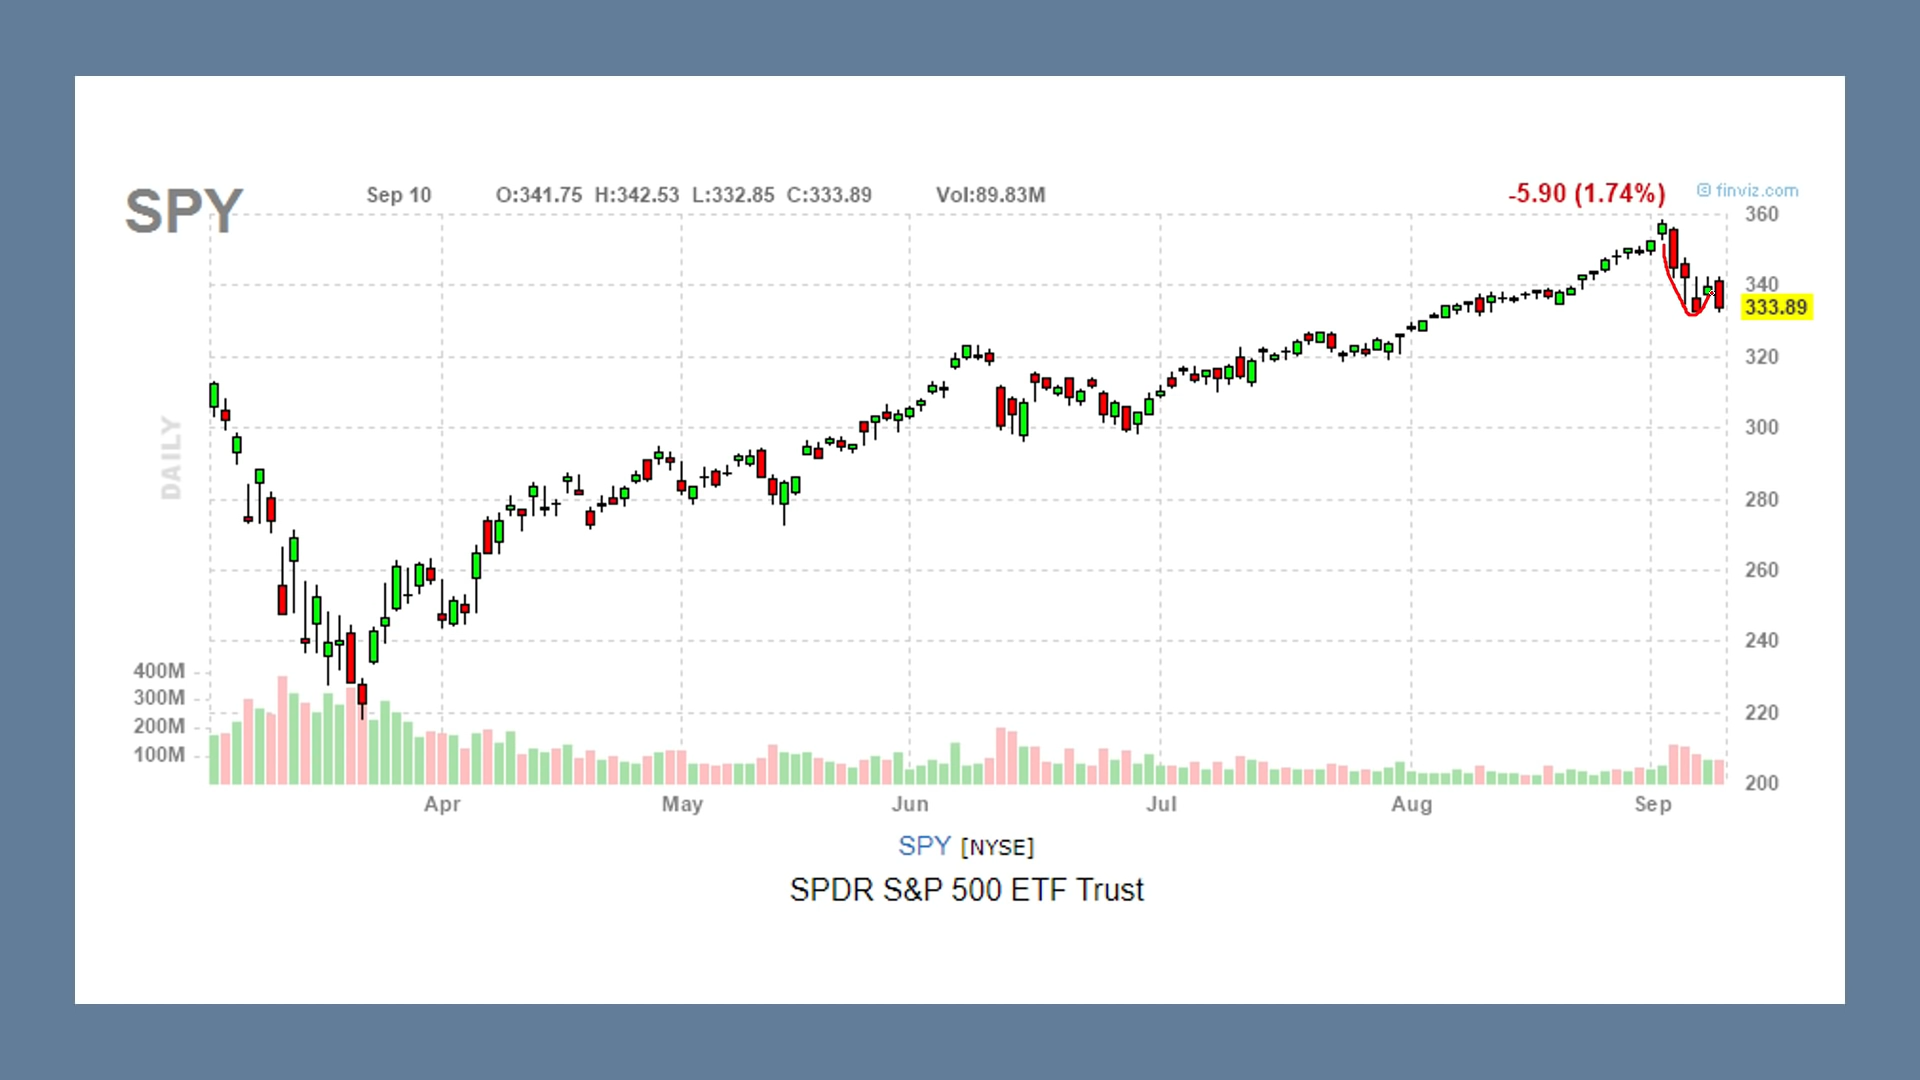 SPY Sep 10 O:341.75 H:342.53 L:332.85 C:333.89 Vol:89.83M -5.90 (1.74%) © finviz.com
360
340
333.89
320
300
DAILY
280
260
240
400M
300M
220
200M
100M
200
Apr May Jun Jul Aug Sep
SPY [NYSE]
SPDR S&P 500 ETF Trust